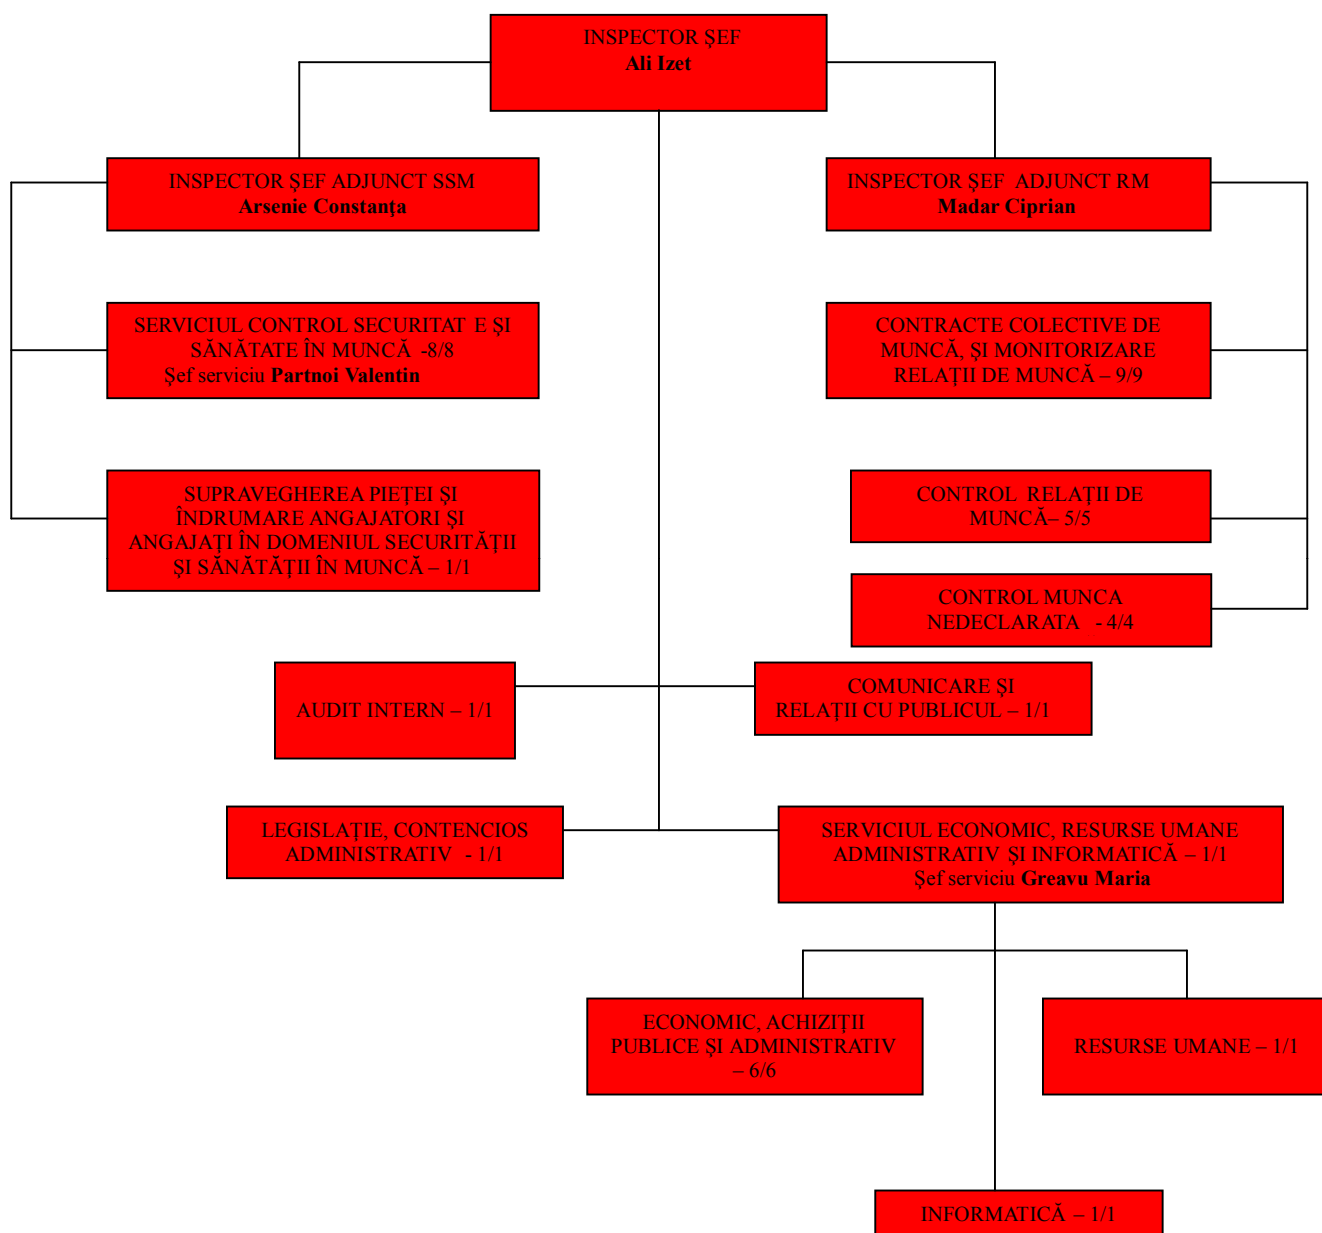 INSPECTOR ŞEF
Ali Izet
INSPECTOR ŞEF ADJUNCT SSM
Arsenie Constanţa
INSPECTOR ŞEF ADJUNCT RM
Madar Ciprian
SERVICIUL CONTROL SECURITAT E ŞI
SĂNĂTATE ÎN MUNCĂ -8/8
Şef serviciu Partnoi Valentin
CONTRACTE COLECTIVE DE
MUNCĂ, ŞI MONITORIZARE
RELAŢII DE MUNCĂ – 9/9
SUPRAVEGHEREA PIEŢEI ŞI
ÎNDRUMARE ANGAJATORI ŞI
ANGAJAŢI ÎN DOMENIUL SECURITĂŢII
ŞI SĂNĂTĂŢII ÎN MUNCĂ – 1/1
CONTROL RELAŢII DE
MUNCĂ– 5/5
CONTROL MUNCA
NEDECLARATA - 4/4
AUDIT INTERN – 1/1
COMUNICARE ŞI
RELAŢII CU PUBLICUL – 1/1
LEGISLAŢIE, CONTENCIOS
ADMINISTRATIV - 1/1
SERVICIUL ECONOMIC, RESURSE UMANE
ADMINISTRATIV ŞI INFORMATICĂ – 1/1
Şef serviciu Greavu Maria
ECONOMIC, ACHIZIŢII
PUBLICE ŞI ADMINISTRATIV
– 6/6
RESURSE UMANE – 1/1
INFORMATICĂ – 1/1